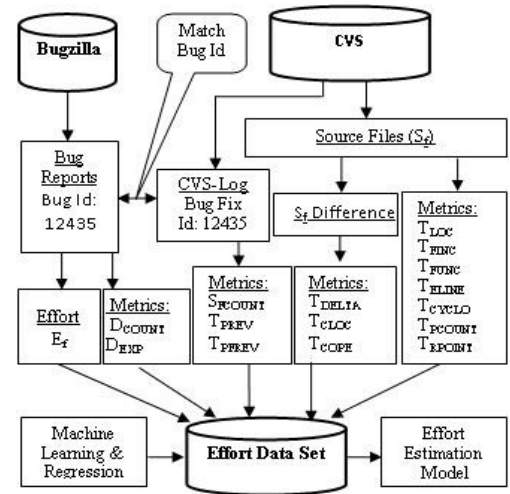 Bugzilla
Match
Bug Id
CVS
Bug
Reports
Bug Id:
12435
CVS-Log
Bug Fix
Id: 12435
Source Files (Sf)
Sf Difference
Effort
Ef
Metrics:
DCOUNT
DEXP
Metrics:
SFCOUNT
TPREV
TPFREV
Metrics:
TDELTA
TCLOC
TCOPE
Metrics:
TLOC
TFINC
TFUNC
TELINE
TCYCLO
TPCOUNT
TRPOINT
Machine
Learning &
Regression
Effort Data Set
Effort
Estimation
Model